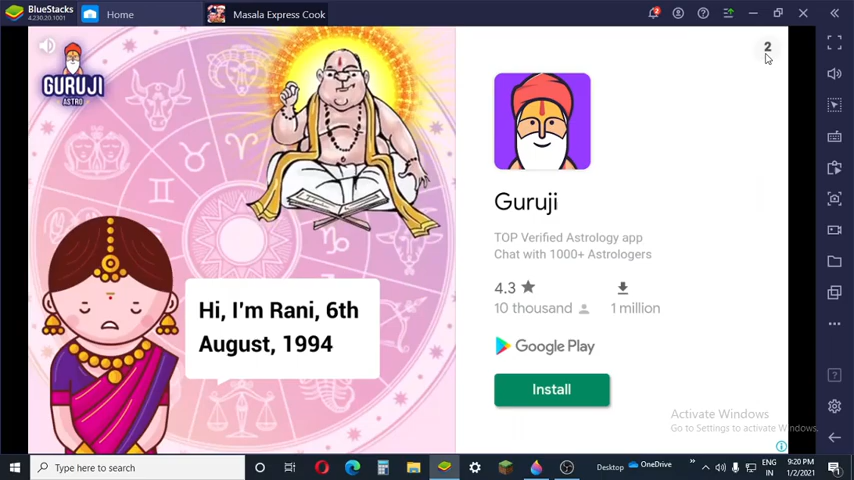 BlueStacks
4.230.20.1001
Home
Masala Express Cook
2
GURUJI
ASTRO
Hi, I'm Rani, 6th
August, 1994
2
Guruji
TOP Verified Astrology app
Chat with 1000+ Astrologers
4.3
10 thousand
1 million
Google Play
Install
Activate Windows
Go to Settings to activate Windows.
Type here to search
Desktop
OneDrive
ENG
IN
9:20 PM
1/2/2021
1